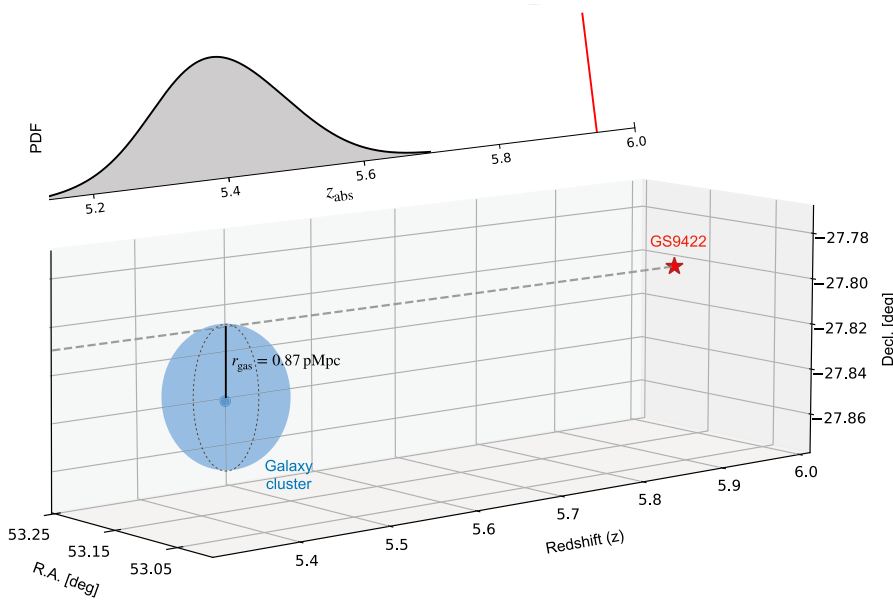 PDF
5.2
5.4
5.6
5.8
6.0
z_abs
GS9422
r_gas = 0.87 pMpc
Galaxy
cluster
−27.78
−27.80
−27.82
−27.84
−27.86
Decl. [deg]
53.25
53.15
53.05
R.A. [deg]
5.4
5.5
5.6
5.7
5.8
5.9
6.0
Redshift (z)